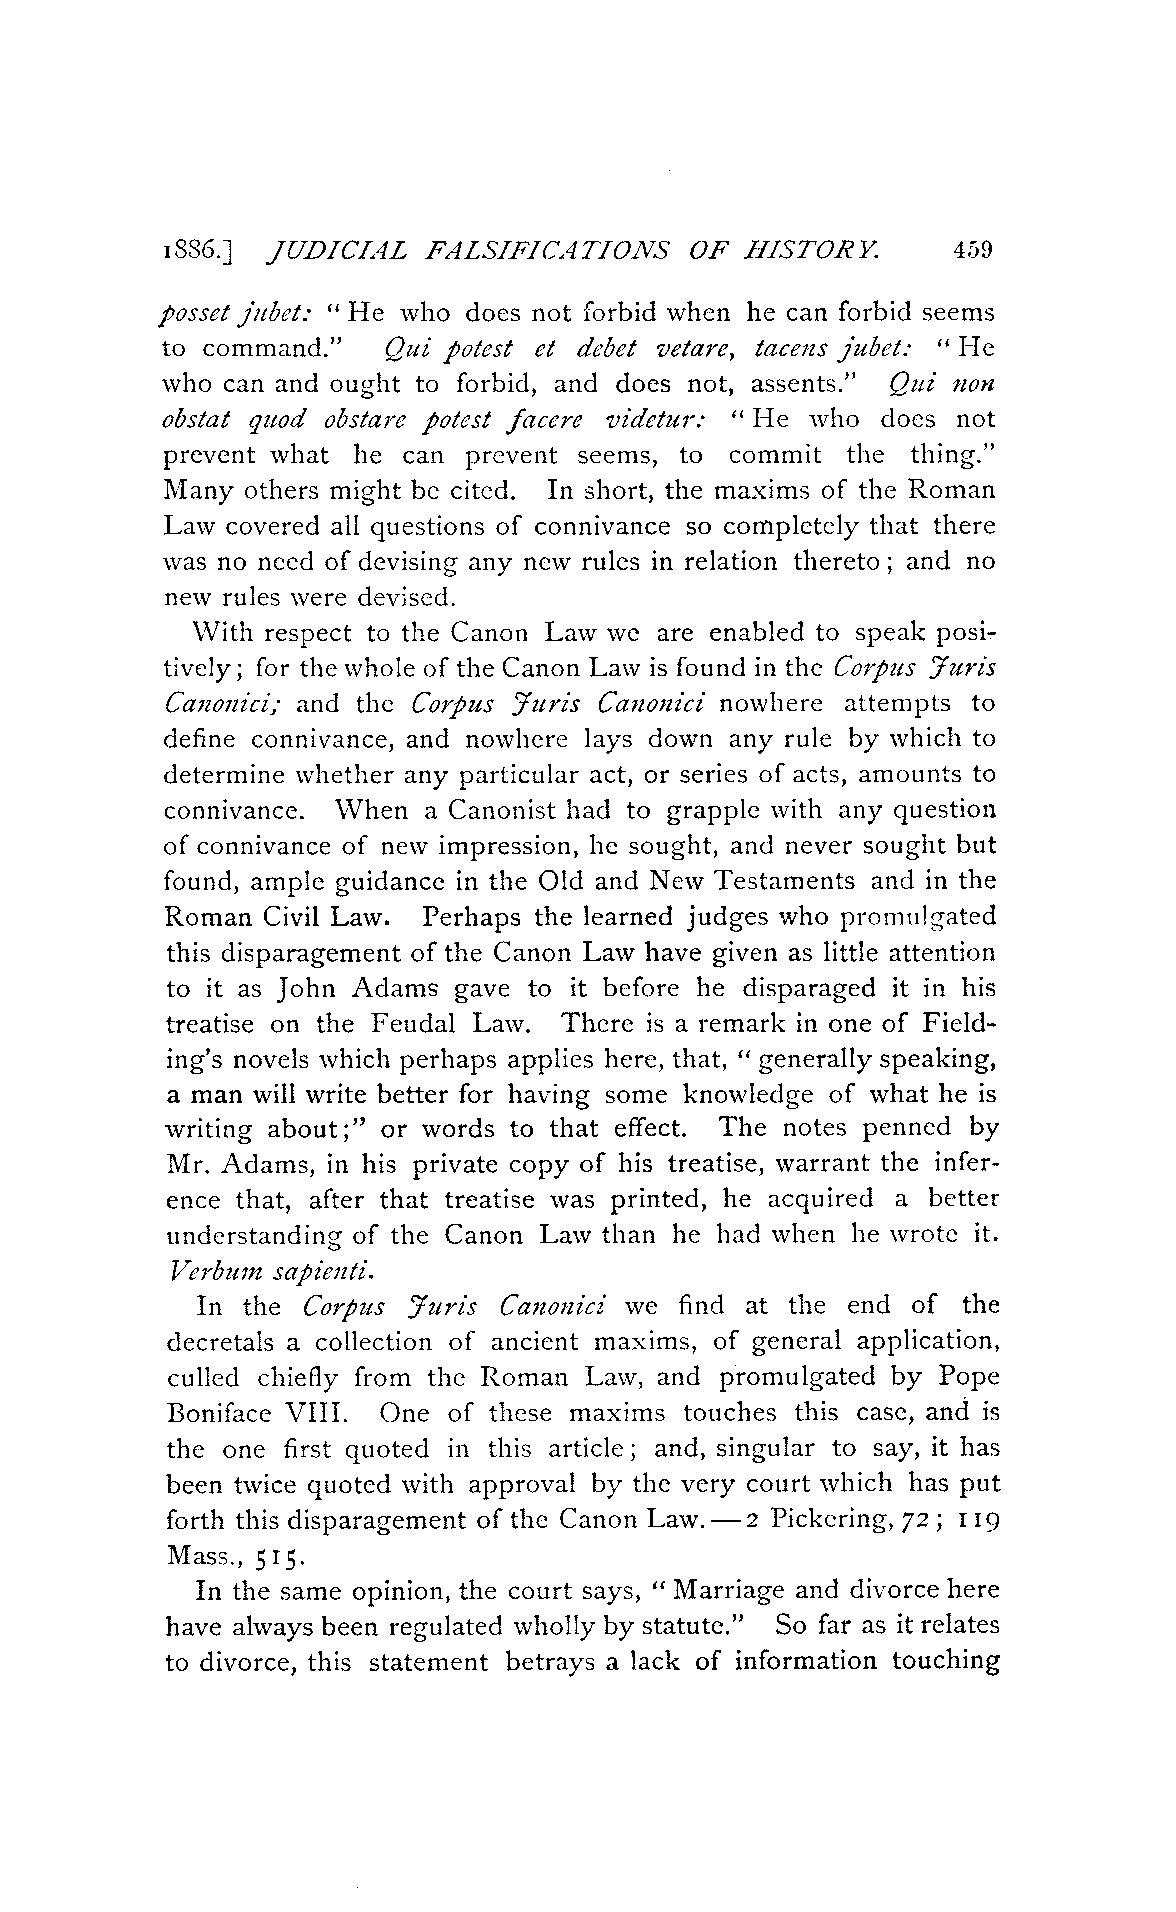 1886.] JUDICIAL FALSIFICATIONS OF HISTORY. 459
posset jubet: "He who does not forbid when he can forbid seems
to command." Qui potest et debet vetare, tacens jubet: "He
who can and ought to forbid, and does not, assents." Qui non
obstat quod obstare potest facere videtur: "He who does not
prevent what he can prevent seems, to commit the thing."
Many others might be cited. In short, the maxims of the Roman
Law covered all questions of connivance so completely that there
was no need of devising any new rules in relation thereto; and no
new rules were devised.
With respect to the Canon Law we are enabled to speak posi-
tively; for the whole of the Canon Law is found in the Corpus Juris
Canonici; and the Corpus Juris Canonici nowhere attempts to
define connivance, and nowhere lays down any rule by which to
determine whether any particular act, or series of acts, amounts to
connivance. When a Canonist had to grapple with any question
of connivance of new impression, he sought, and never sought but
found, ample guidance in the Old and New Testaments and in the
Roman Civil Law. Perhaps the learned judges who promulgated
this disparagement of the Canon Law have given as little attention
to it as John Adams gave to it before he disparaged it in his
treatise on the Feudal Law. There is a remark in one of Field-
ing's novels which perhaps applies here, that, "generally speaking,
a man will write better for having some knowledge of what he is
writing about;" or words to that effect. The notes penned by
Mr. Adams, in his private copy of his treatise, warrant the infer-
ence that, after that treatise was printed, he acquired a better
understanding of the Canon Law than he had when he wrote it.
Verbum sapienti.
In the Corpus Juris Canonici we find at the end of the
decretals a collection of ancient maxims, of general application,
culled chiefly from the Roman Law, and promulgated by Pope
Boniface VIII. One of these maxims touches this case, and is
the one first quoted in this article; and, singular to say, it has
been twice quoted with approval by the very court which has put
forth this disparagement of the Canon Law.—2 Pickering, 72; 119
Mass., 515.
In the same opinion, the court says, "Marriage and divorce here
have always been regulated wholly by statute." So far as it relates
to divorce, this statement betrays a lack of information touching